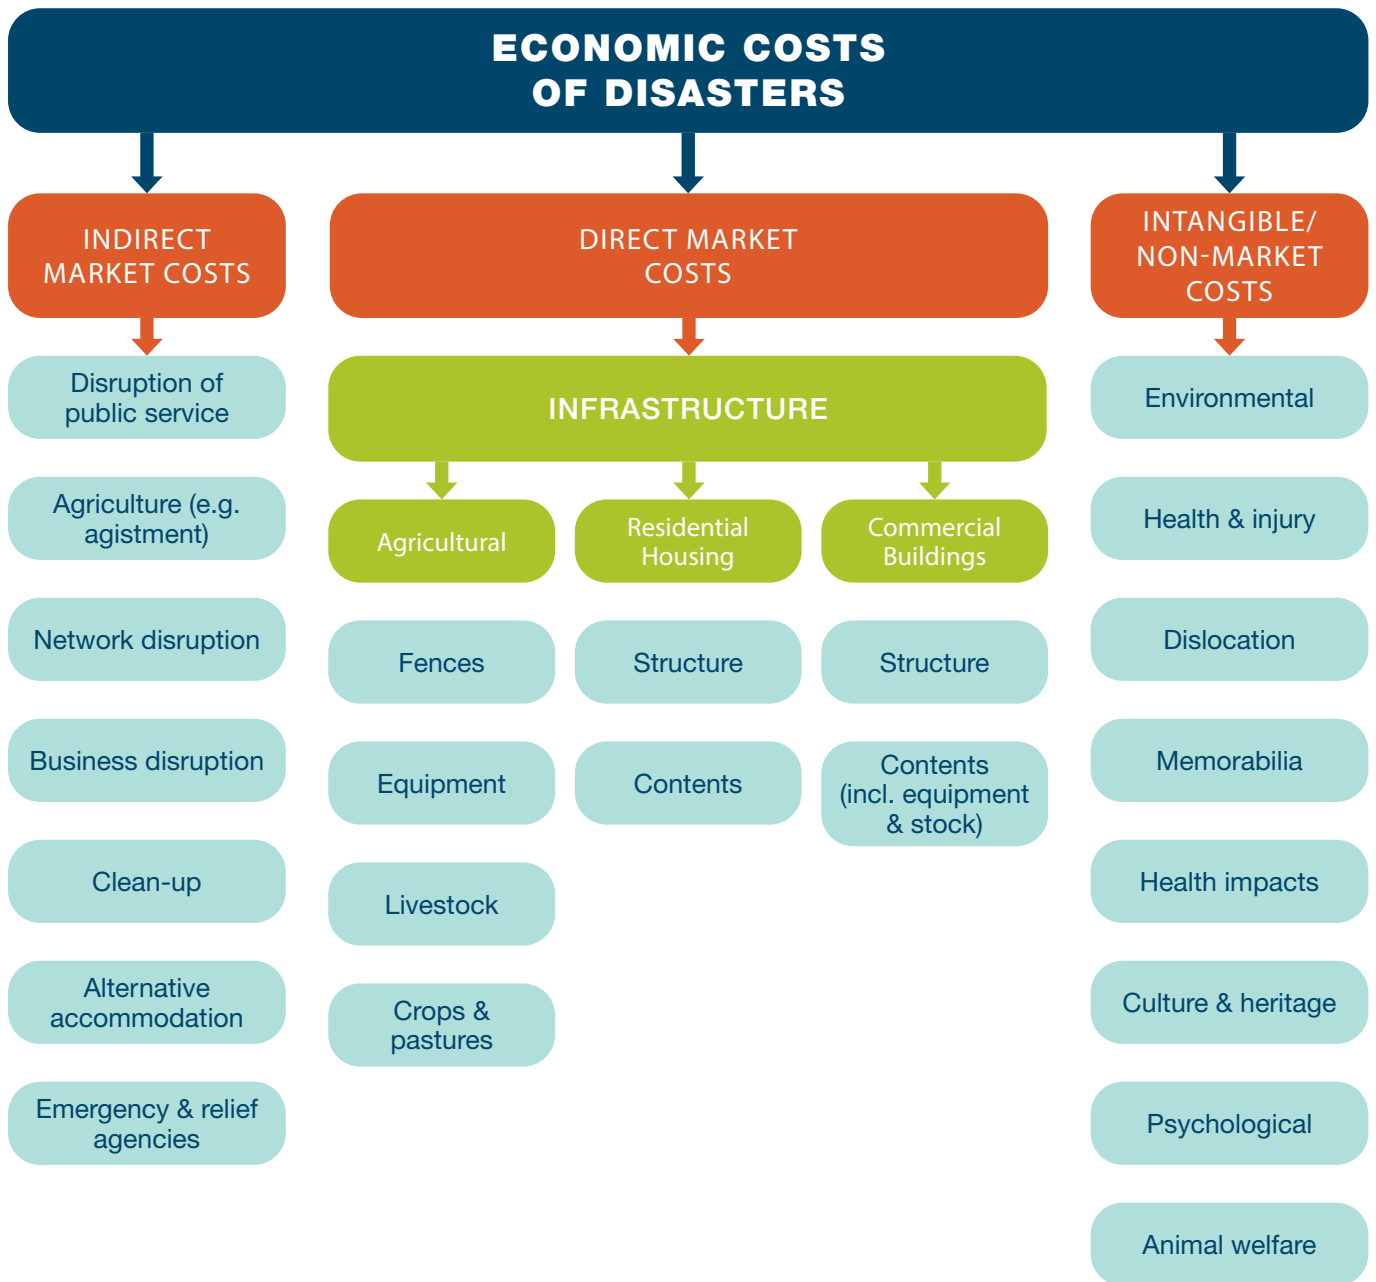 ECONOMIC COSTS
OF DISASTERS
INDIRECT
MARKET COSTS
Disruption of
public service
Agriculture (e.g.
agistment)
Network disruption
Business disruption
Clean-up
Alternative
accommodation
Emergency & relief
agencies
DIRECT MARKET
COSTS
INFRASTRUCTURE
Agricultural
Fences
Equipment
Livestock
Crops &
pastures
Residential
Housing
Structure
Contents
Commercial
Buildings
Structure
Contents
(incl. equipment
& stock)
INTANGIBLE/
NON-MARKET
COSTS
Environmental
Health & injury
Dislocation
Memorabilia
Health impacts
Culture & heritage
Psychological
Animal welfare